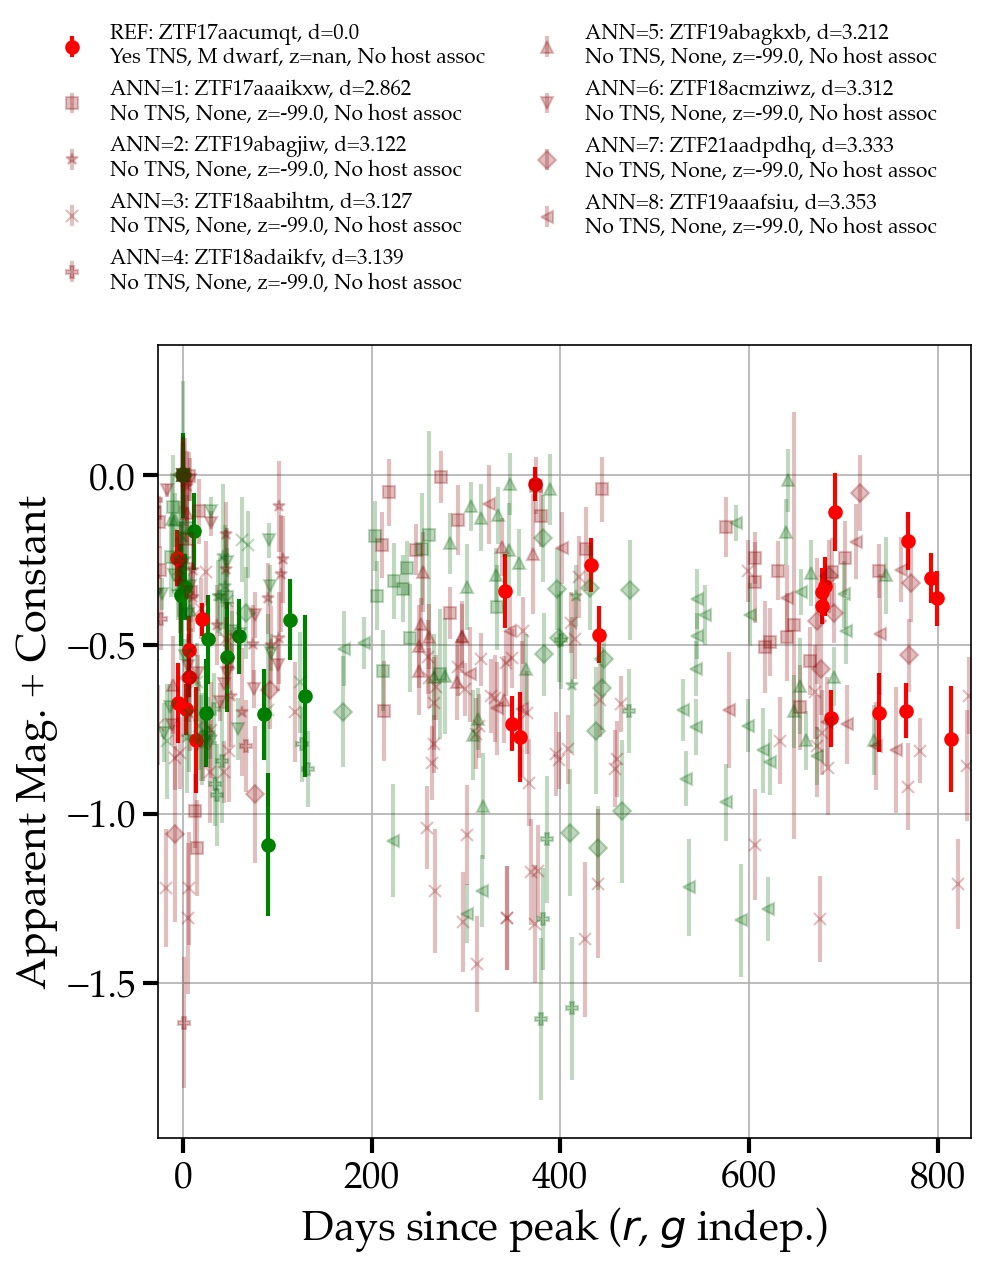 REF: ZTF17aacumqt, d=0.0
Yes TNS, M dwarf, z=nan, No host assoc
ANN=1: ZTF17aaaikxw, d=2.862
No TNS, None, z=-99.0, No host assoc
ANN=2: ZTF19abagjiw, d=3.122
No TNS, None, z=-99.0, No host assoc
ANN=3: ZTF18aabihtm, d=3.127
No TNS, None, z=-99.0, No host assoc
ANN=4: ZTF18adaikfv, d=3.139
No TNS, None, z=-99.0, No host assoc
ANN=5: ZTF19abagkxb, d=3.212
No TNS, None, z=-99.0, No host assoc
ANN=6: ZTF18acmziwz, d=3.312
No TNS, None, z=-99.0, No host assoc
ANN=7: ZTF21aadpdhq, d=3.333
No TNS, None, z=-99.0, No host assoc
ANN=8: ZTF19aaafsiu, d=3.353
No TNS, None, z=-99.0, No host assoc
Apparent Mag. + Constant
0.0
−0.5
−1.0
−1.5
0 200 400 600 800
Days since peak (r, g indep.)